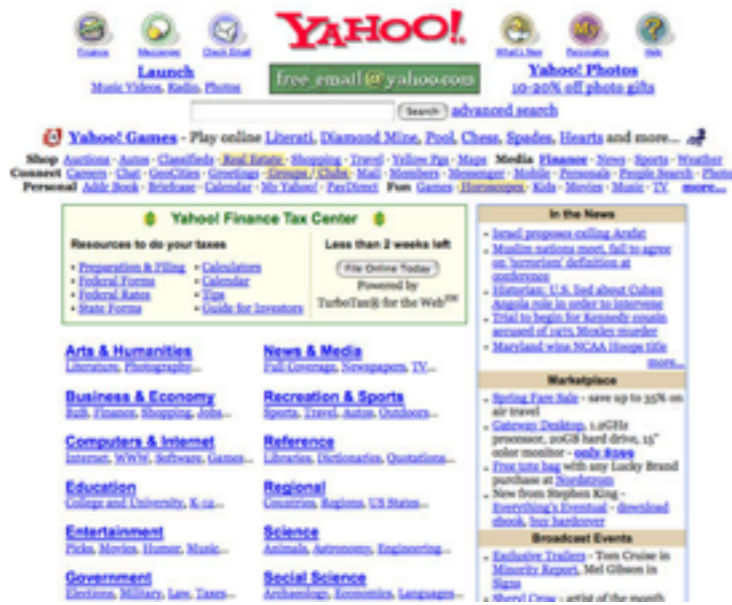 Finance Messenger Check Email YAHOO! What's New Personalize Help
Launch
Music Videos, Radio, Photos
free email@yahoo.com
Yahoo! Photos
10-20% off photo gifts
Search advanced search
Yahoo! Games - Play online Literati, Diamond Mine, Pool, Chess, Spades, Hearts and more...
Shop Auctions · Autos · Classifieds · Real Estate · Shopping · Travel · Yellow Pgs · Maps Media Finance · News · Sports · Weather
Connect Careers · Chat · GeoCities · Greetings · Groups / Clubs · Mail · Members · Messenger · Mobile · Personals · People Search · Photo
Personal Addr Book · Briefcase · Calendar · My Yahoo! · PayDirect Fun Games · Horoscopes · Kids · Movies · Music · TV more...
Yahoo! Finance Tax Center
Resources to do your taxes
• Preparation & Filing • Calculators
• Federal Forms • Calendar
• Federal Rates • Tips
• State Forms • Guide for Investors
Less than 2 weeks left
File Online Today
Powered by
TurboTax® for the Web℠
Arts & Humanities
Literature, Photography...
News & Media
Full Coverage, Newspapers, TV...
Business & Economy
B2B, Finance, Shopping, Jobs...
Recreation & Sports
Sports, Travel, Autos, Outdoors...
Computers & Internet
Internet, WWW, Software, Games...
Reference
Libraries, Dictionaries, Quotations...
Education
College and University, K-12...
Regional
Countries, Regions, US States...
Entertainment
Picks, Movies, Humor, Music...
Science
Animals, Astronomy, Engineering...
Government
Elections, Military, Law, Taxes...
Social Science
Archaeology, Economics, Languages...
In the News
• Israel proposes exiling Arafat
• Muslim nations meet, fail to agree
on 'terrorism' definition at
conference
• Historian: U.S. lied about Cuban
Angola role in order to intervene
• Trial to begin for Kennedy cousin
accused of 1975 Moxley murder
• Maryland wins NCAA Hoops title
more...
Marketplace
• Spring Fare Sale - save up to 35% on
air travel
• Gateway Desktop, 1.0GHz
processor, 20GB hard drive, 15"
color monitor - only
• Free tote bag with any Lucky Brand
purchase at Nordstrom
• New from Stephen King -
Everything's Eventual - download
ebook, buy hardcover
Broadcast Events
• Exclusive Trailers - Tom Cruise in
Minority Report, Mel Gibson in
Signs
• Sheryl Crow - artist of the month